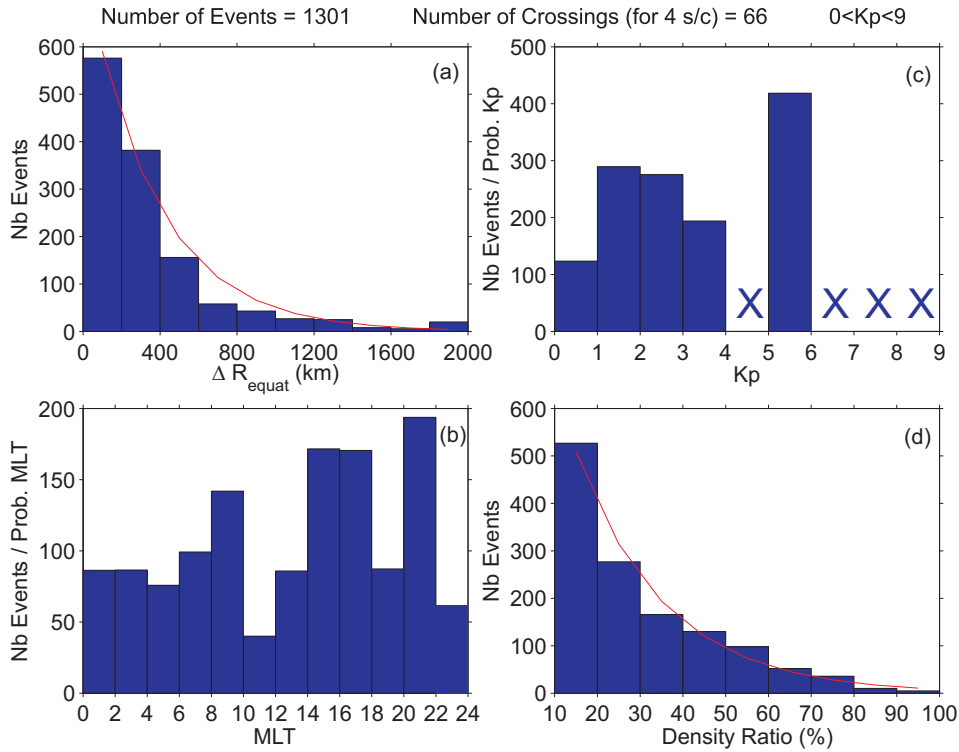 Number of Events = 1301 Number of Crossings (for 4 s/c) = 66 0<Kp<9
(a)
600
500
400
300
200
100
0
Nb Events
0 400 800 1200 1600 2000
Δ R_equat (km)
(c)
500
400
300
200
100
0
Nb Events / Prob. Kp
X X X X
0 1 2 3 4 5 6 7 8 9
Kp
(b)
200
150
100
50
0
Nb Events / Prob. MLT
0 2 4 6 8 10 12 14 16 18 20 22 24
MLT
(d)
600
500
400
300
200
100
0
Nb Events
10 20 30 40 50 60 70 80 90 100
Density Ratio (%)